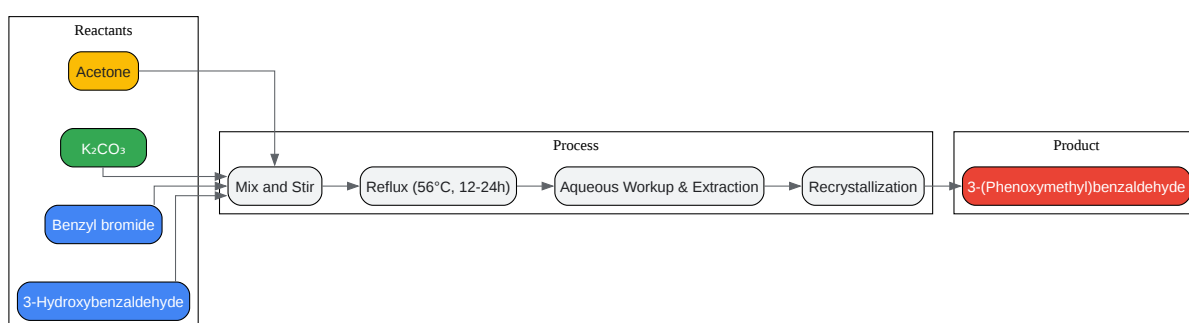 Reactants
Acetone
K₂CO₃
Benzyl bromide
3-Hydroxybenzaldehyde
Process
Mix and Stir
Reflux (56°C, 12-24h)
Aqueous Workup & Extraction
Recrystallization
Product
3-(Phenoxymethyl)benzaldehyde